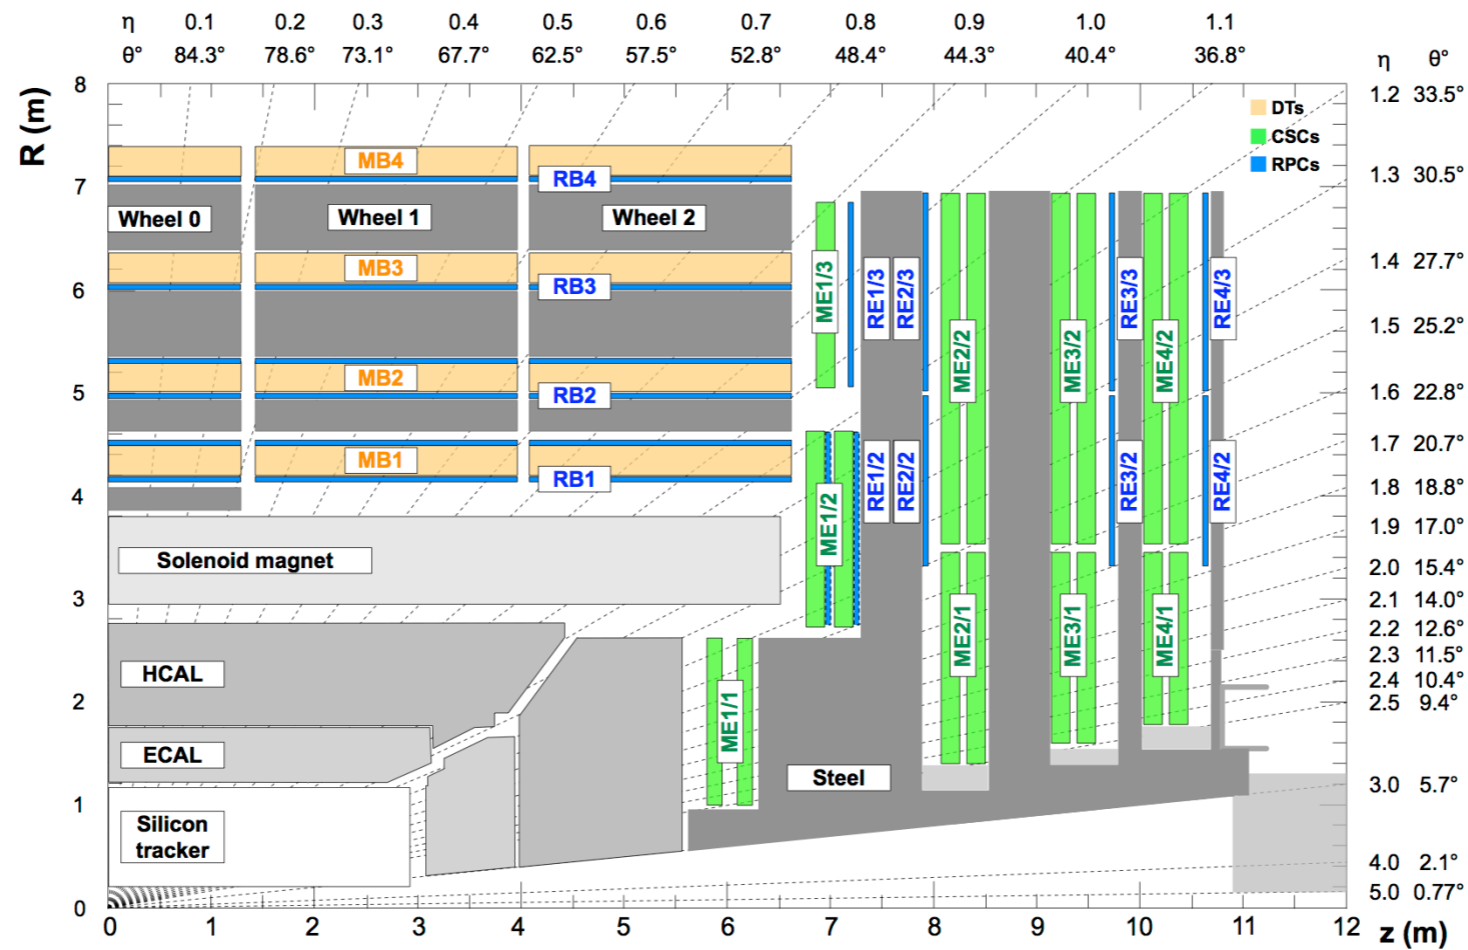 η 0.1 0.2 0.3 0.4 0.5 0.6 0.7 0.8 0.9 1.0 1.1
θ° 84.3° 78.6° 73.1° 67.7° 62.5° 57.5° 52.8° 48.4° 44.3° 40.4° 36.8°
η θ°
8
R (m)
1.2 33.5°
DTs
CSCs
RPCs
MB4
RB4
7
1.3 30.5°
Wheel 0 Wheel 1 Wheel 2
MB3
RB3
6
ME1/3
RE1/3
RE2/3
ME2/2
ME3/2
RE3/3
ME4/2
RE4/3
1.4 27.7°
1.5 25.2°
MB2
RB2
5
1.6 22.8°
MB1
RB1
4
ME1/2
RE1/2
RE2/2
RE3/2
RE4/2
1.7 20.7°
1.8 18.8°
1.9 17.0°
Solenoid magnet
3
2.0 15.4°
2.1 14.0°
2.2 12.6°
2.3 11.5°
2.4 10.4°
2.5 9.4°
HCAL
2
ME1/1
ME2/1
ME3/1
ME4/1
ECAL
Steel
1
3.0 5.7°
Silicon
tracker
4.0 2.1°
5.0 0.77°
0
0 1 2 3 4 5 6 7 8 9 10 11 12
z (m)